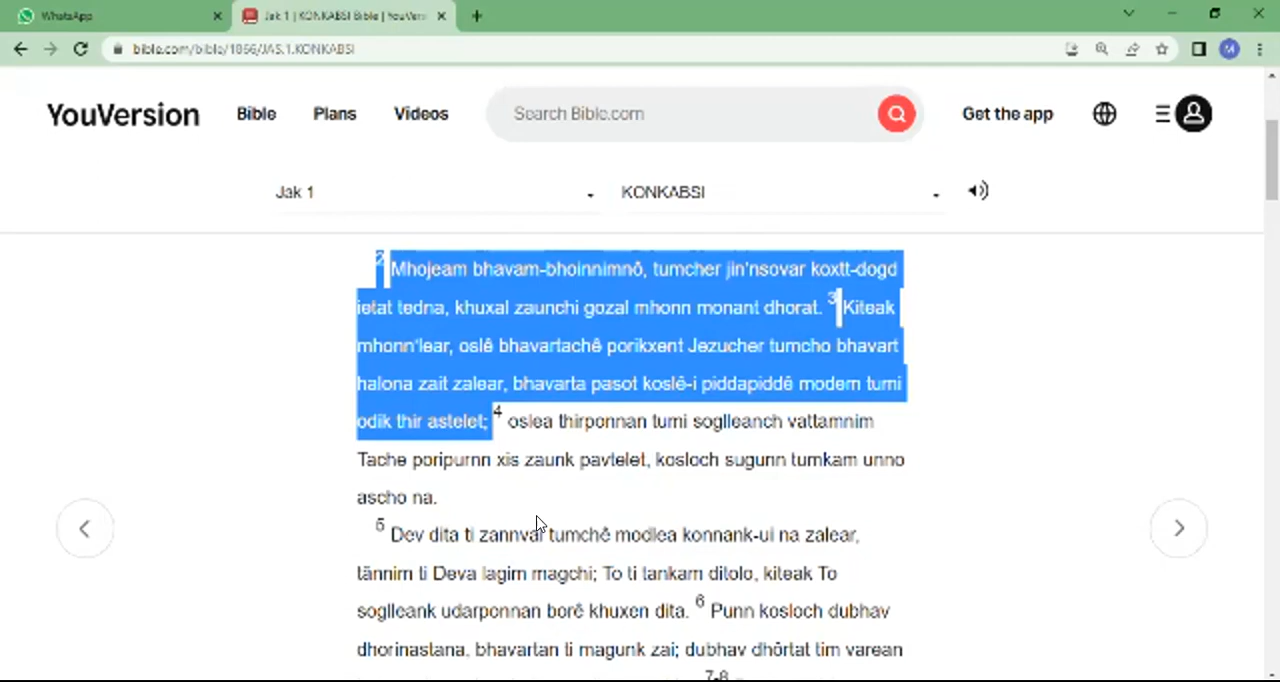 WhatsApp
Jak 1 | KONKABSI Bible | YouVers
bible.com/bible/1866/JAS.1.KONKABSI
M
YouVersion Bible Plans Videos Search Bible.com Get the app
Jak 1 KONKABSI
2 Mhojeam bhavam-bhoinnimnô, tumcher jin'nsovar koxtt-dogd
ietat tedna, khuxal zaunchi gozal mhonn monant dhorat. 3 Kiteak
mhonn'lear, oslê bhavartachê porikxent Jezucher tumcho bhavart
halona zait zalear, bhavarta pasot koslê-i piddapiddê modem tumi
odik thir astelet; 4 oslea thirponnan tumi soglleanch vattamnim
Tache poripurnn xis zaunk pavtelet, kosloch sugunn tumkam unno
ascho na.
5 Dev dita ti zannvai tumchê modlea konnank-ui na zalear,
tãnnim ti Deva lagim magchi; To ti tankam ditolo, kiteak To
soglleank udarponnan borê khuxen dita. 6 Punn kosloch dubhav
dhorinastana, bhavartan ti magunk zai; dubhav dhôrtat tim varean
7-8